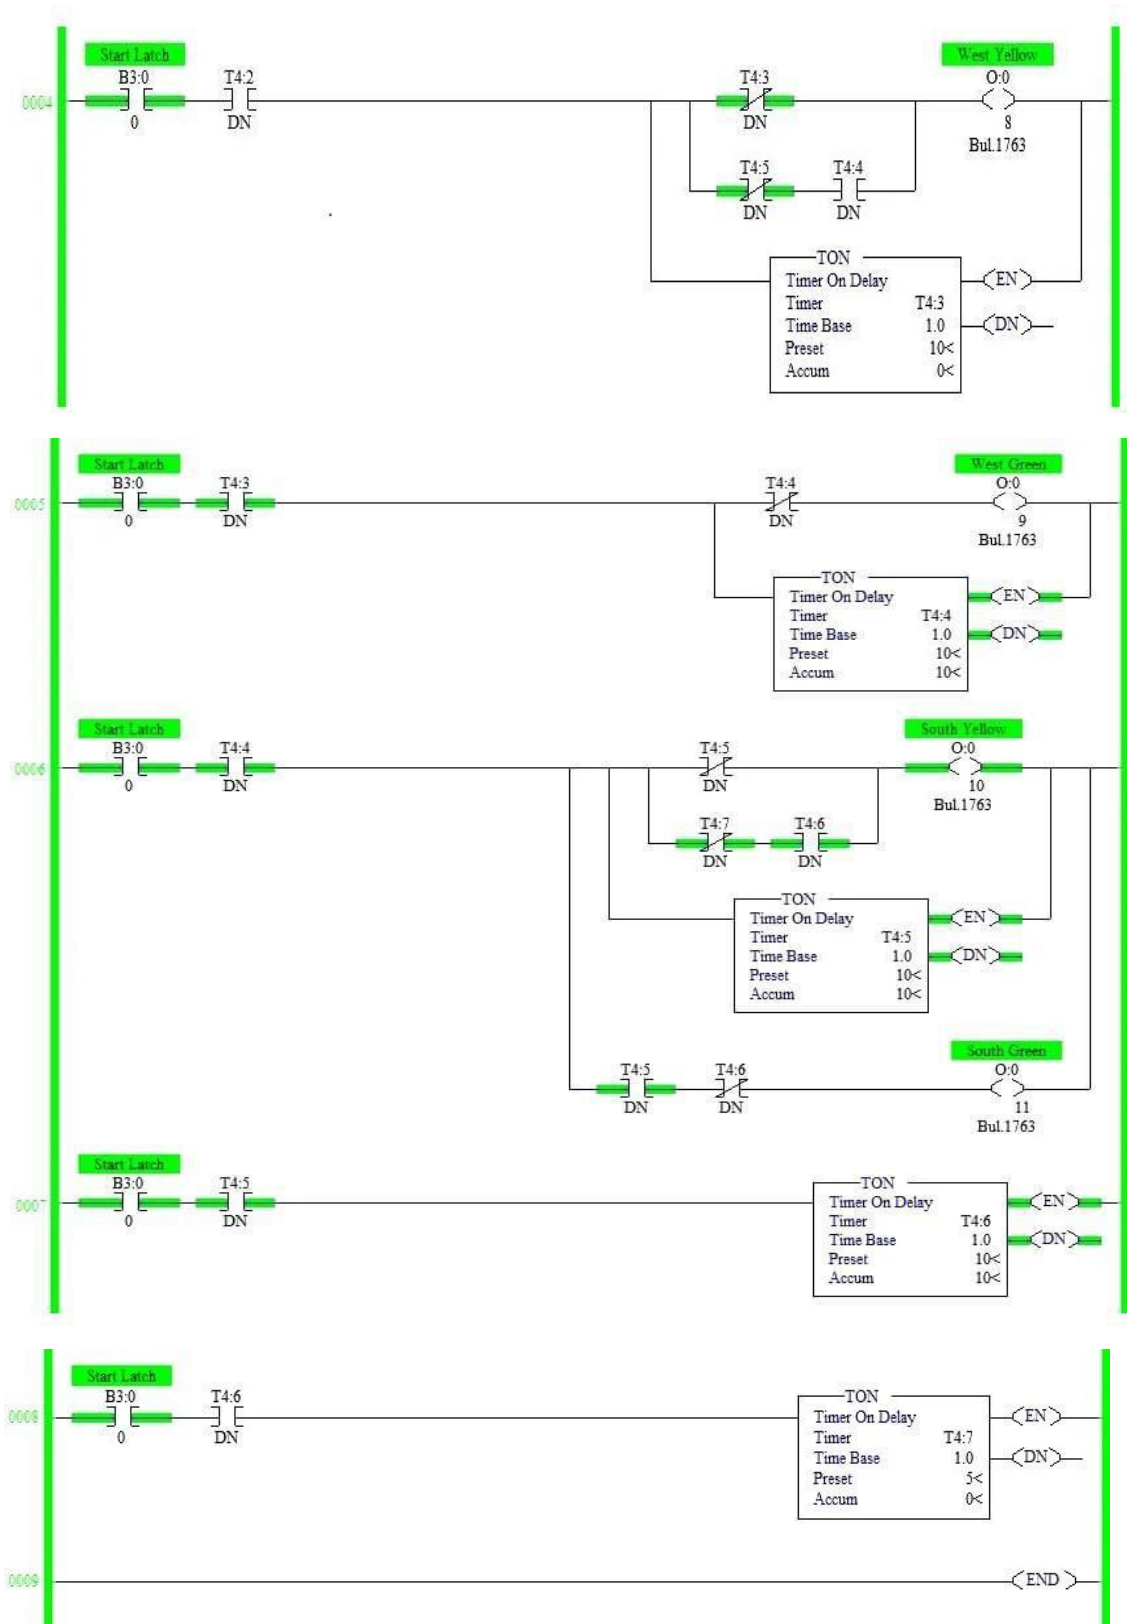 Start Latch West Yellow
B3:0 T4:2 T4:3 O:0
0004
0 DN DN 8
Bul.1763
T4:5 T4:4
DN DN
TON
Timer On Delay EN
Timer T4:3
Time Base 1.0 DN
Preset 10<
Accum 0<
Start Latch West Green
B3:0 T4:3 T4:4 O:0
0005
0 DN DN 9
Bul.1763
TON
Timer On Delay EN
Timer T4:4
Time Base 1.0 DN
Preset 10<
Accum 10<
Start Latch South Yellow
B3:0 T4:4 T4:5 O:0
0006
0 DN DN 10
Bul.1763
T4:7 T4:6
DN DN
TON
Timer On Delay EN
Timer T4:5
Time Base 1.0 DN
Preset 10<
Accum 10<
South Green
T4:5 T4:6 O:0
DN DN 11
Bul.1763
Start Latch
B3:0 T4:5 TON
0007 Timer On Delay EN
0 DN Timer T4:6
Time Base 1.0 DN
Preset 10<
Accum 10<
Start Latch
B3:0 T4:6 TON
0008 Timer On Delay EN
0 DN Timer T4:7
Time Base 1.0 DN
Preset 5<
Accum 0<
0009 END